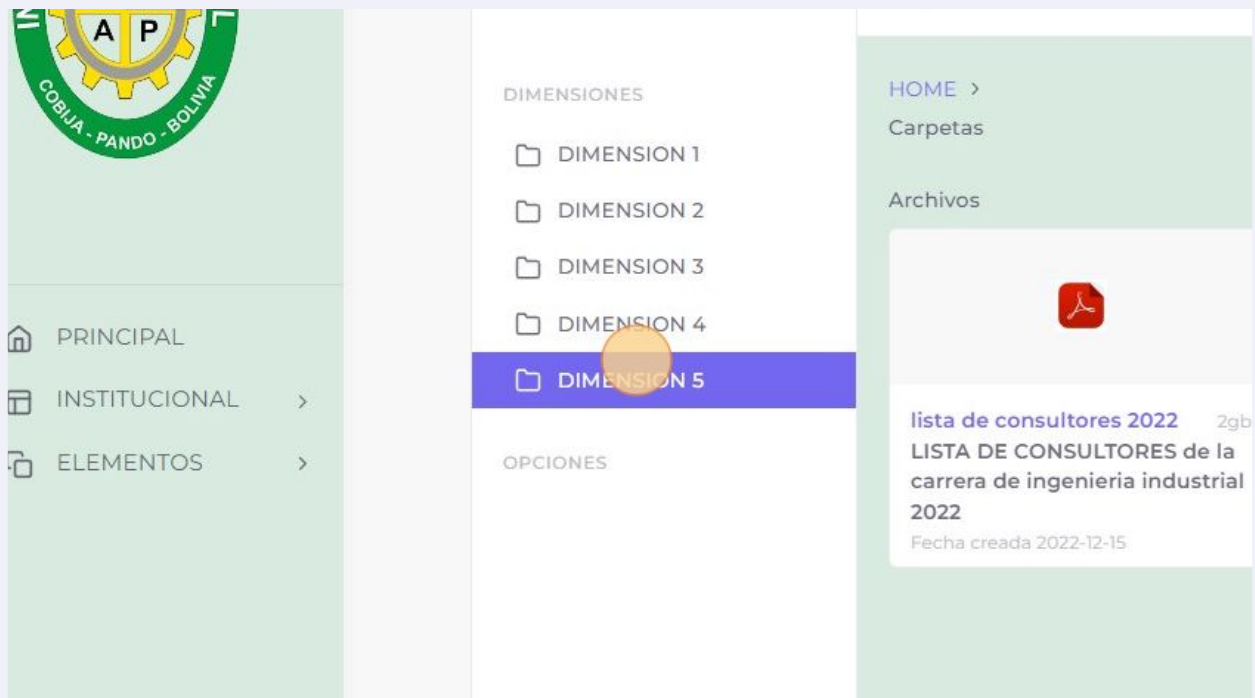 A P
COBIJA - PANDO - BOLIVIA
PRINCIPAL
INSTITUCIONAL
ELEMENTOS
DIMENSIONES
DIMENSION 1
DIMENSION 2
DIMENSION 3
DIMENSION 4
DIMENSION 5
OPCIONES
HOME >
Carpetas
Archivos
lista de consultores 2022 2gb
LISTA DE CONSULTORES de la
carrera de ingenieria industrial
2022
Fecha creada 2022-12-15